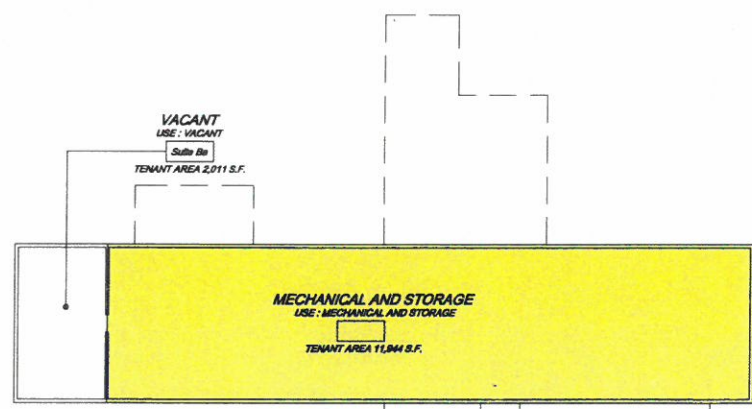 VACANT
USE : VACANT
Suite Ba
TENANT AREA 2,011 S.F.
MECHANICAL AND STORAGE
USE : MECHANICAL AND STORAGE
TENANT AREA 11,944 S.F.